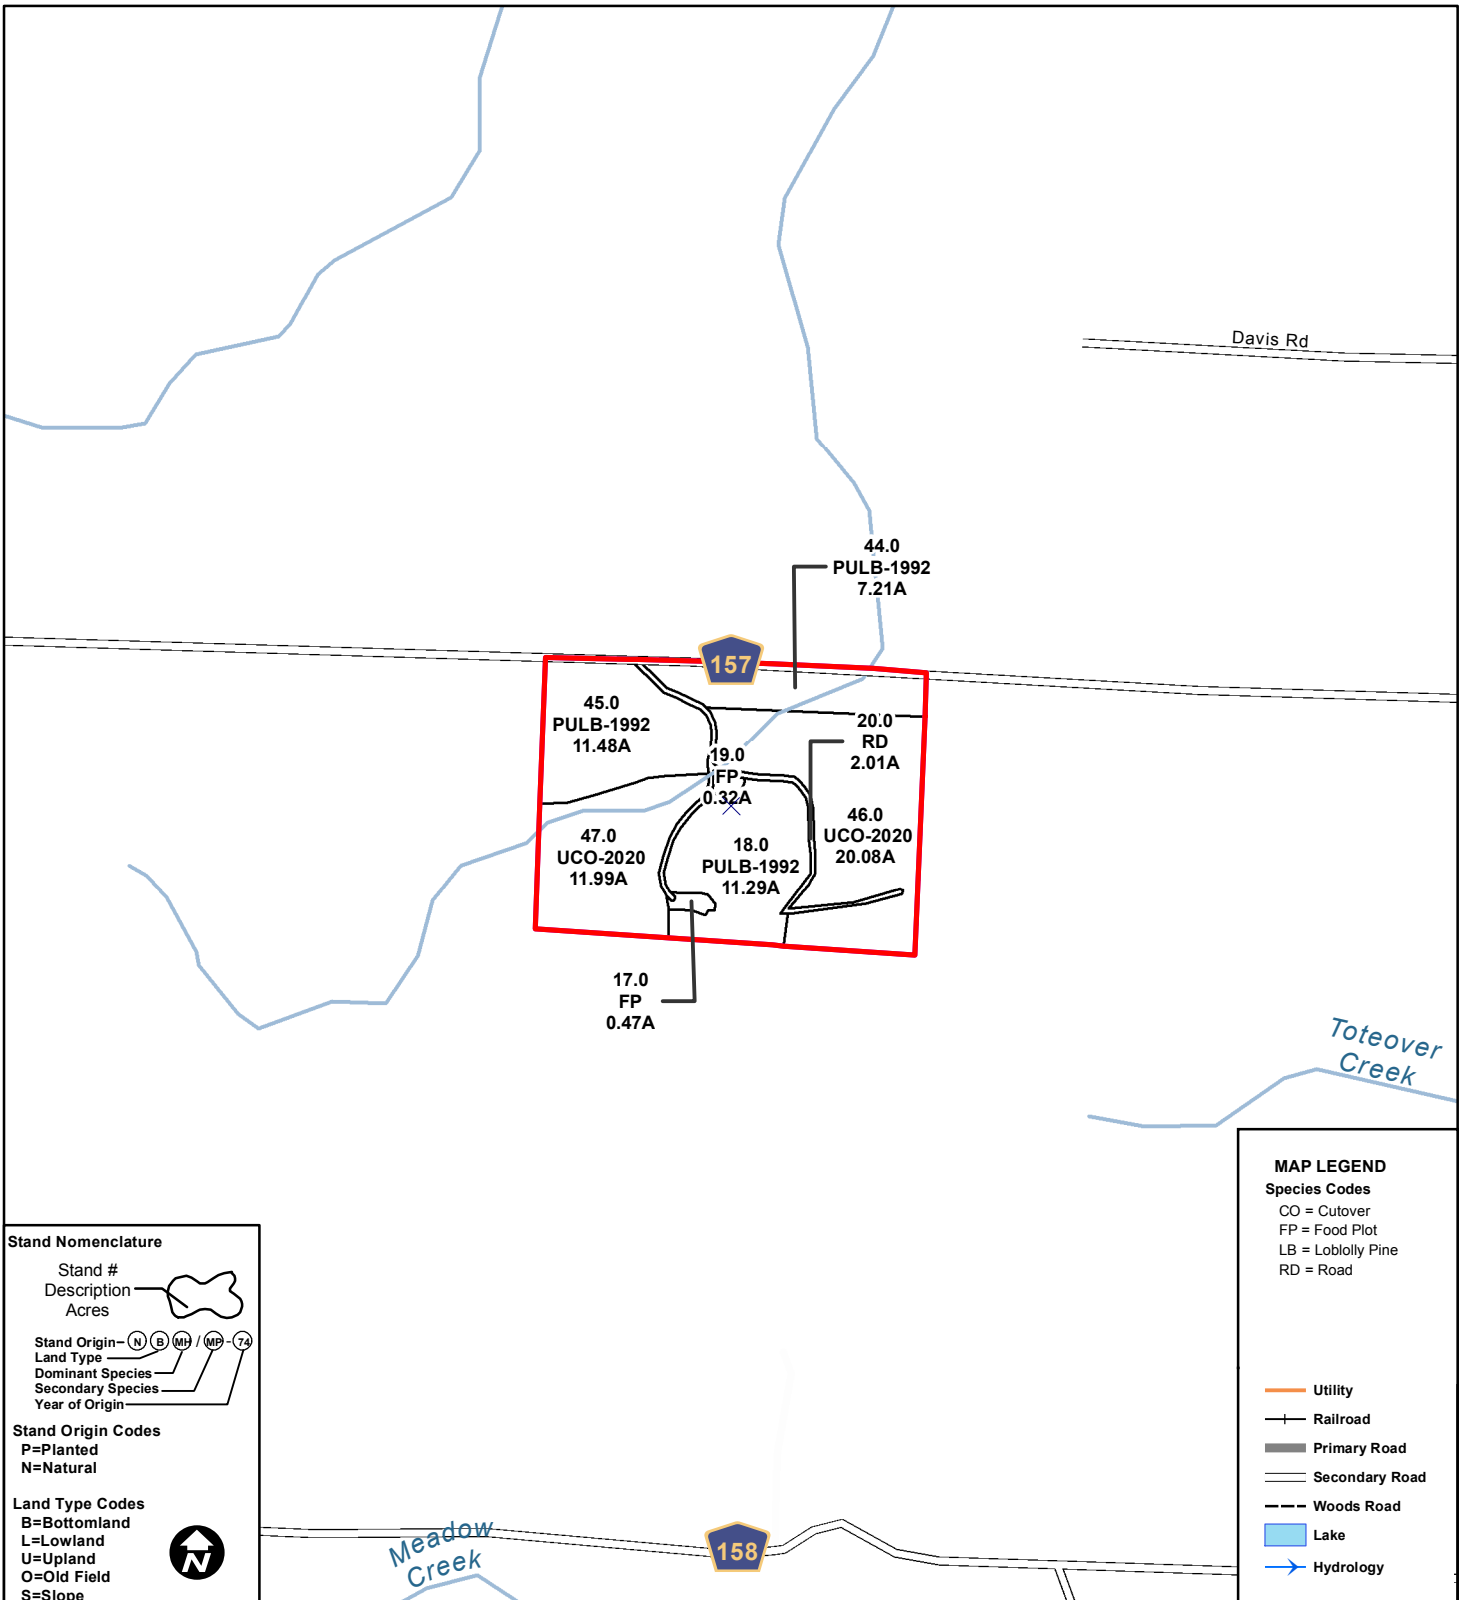 Davis Rd
44.0
PULB-1992
7.21A
157
45.0
PULB-1992
11.48A
20.0
RD
2.01A
19.0
FP
0.32A
46.0
UCO-2020
20.08A
47.0
UCO-2020
11.99A
18.0
PULB-1992
11.29A
17.0
FP
0.47A
Toteover
Creek
MAP LEGEND
Species Codes
CO = Cutover
FP = Food Plot
LB = Loblolly Pine
RD = Road
Utility
Railroad
Primary Road
Secondary Road
Woods Road
Lake
Hydrology
Stand Nomenclature
Stand #
Description
Acres
Stand Origin- N B MH / MP - 74
Land Type
Dominant Species
Secondary Species
Year of Origin
Stand Origin Codes
P=Planted
N=Natural
Land Type Codes
B=Bottomland
L=Lowland
U=Upland
O=Old Field
S=Slope
N
Meadow
Creek
158